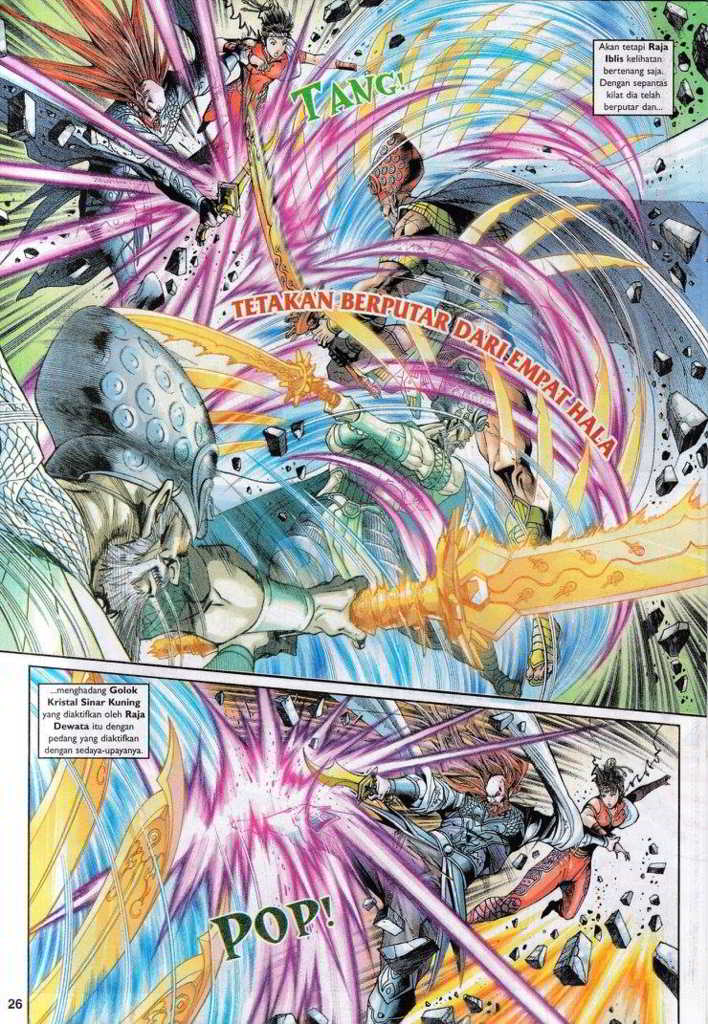 Akan tetapi Raja
Iblis kelihatan
bertenang saja.
Dengan sepantas
kilat dia telah
berputar dan...
TANG!
TETAKAN BERPUTAR DARI EMPAT HALA
...menghadang Golok
Kristal Sinar Kuning
yang diaktifkan oleh Raja
Dewata itu dengan
pedang yang diaktifkan
dengan sedaya-upayanya.
POP!
26